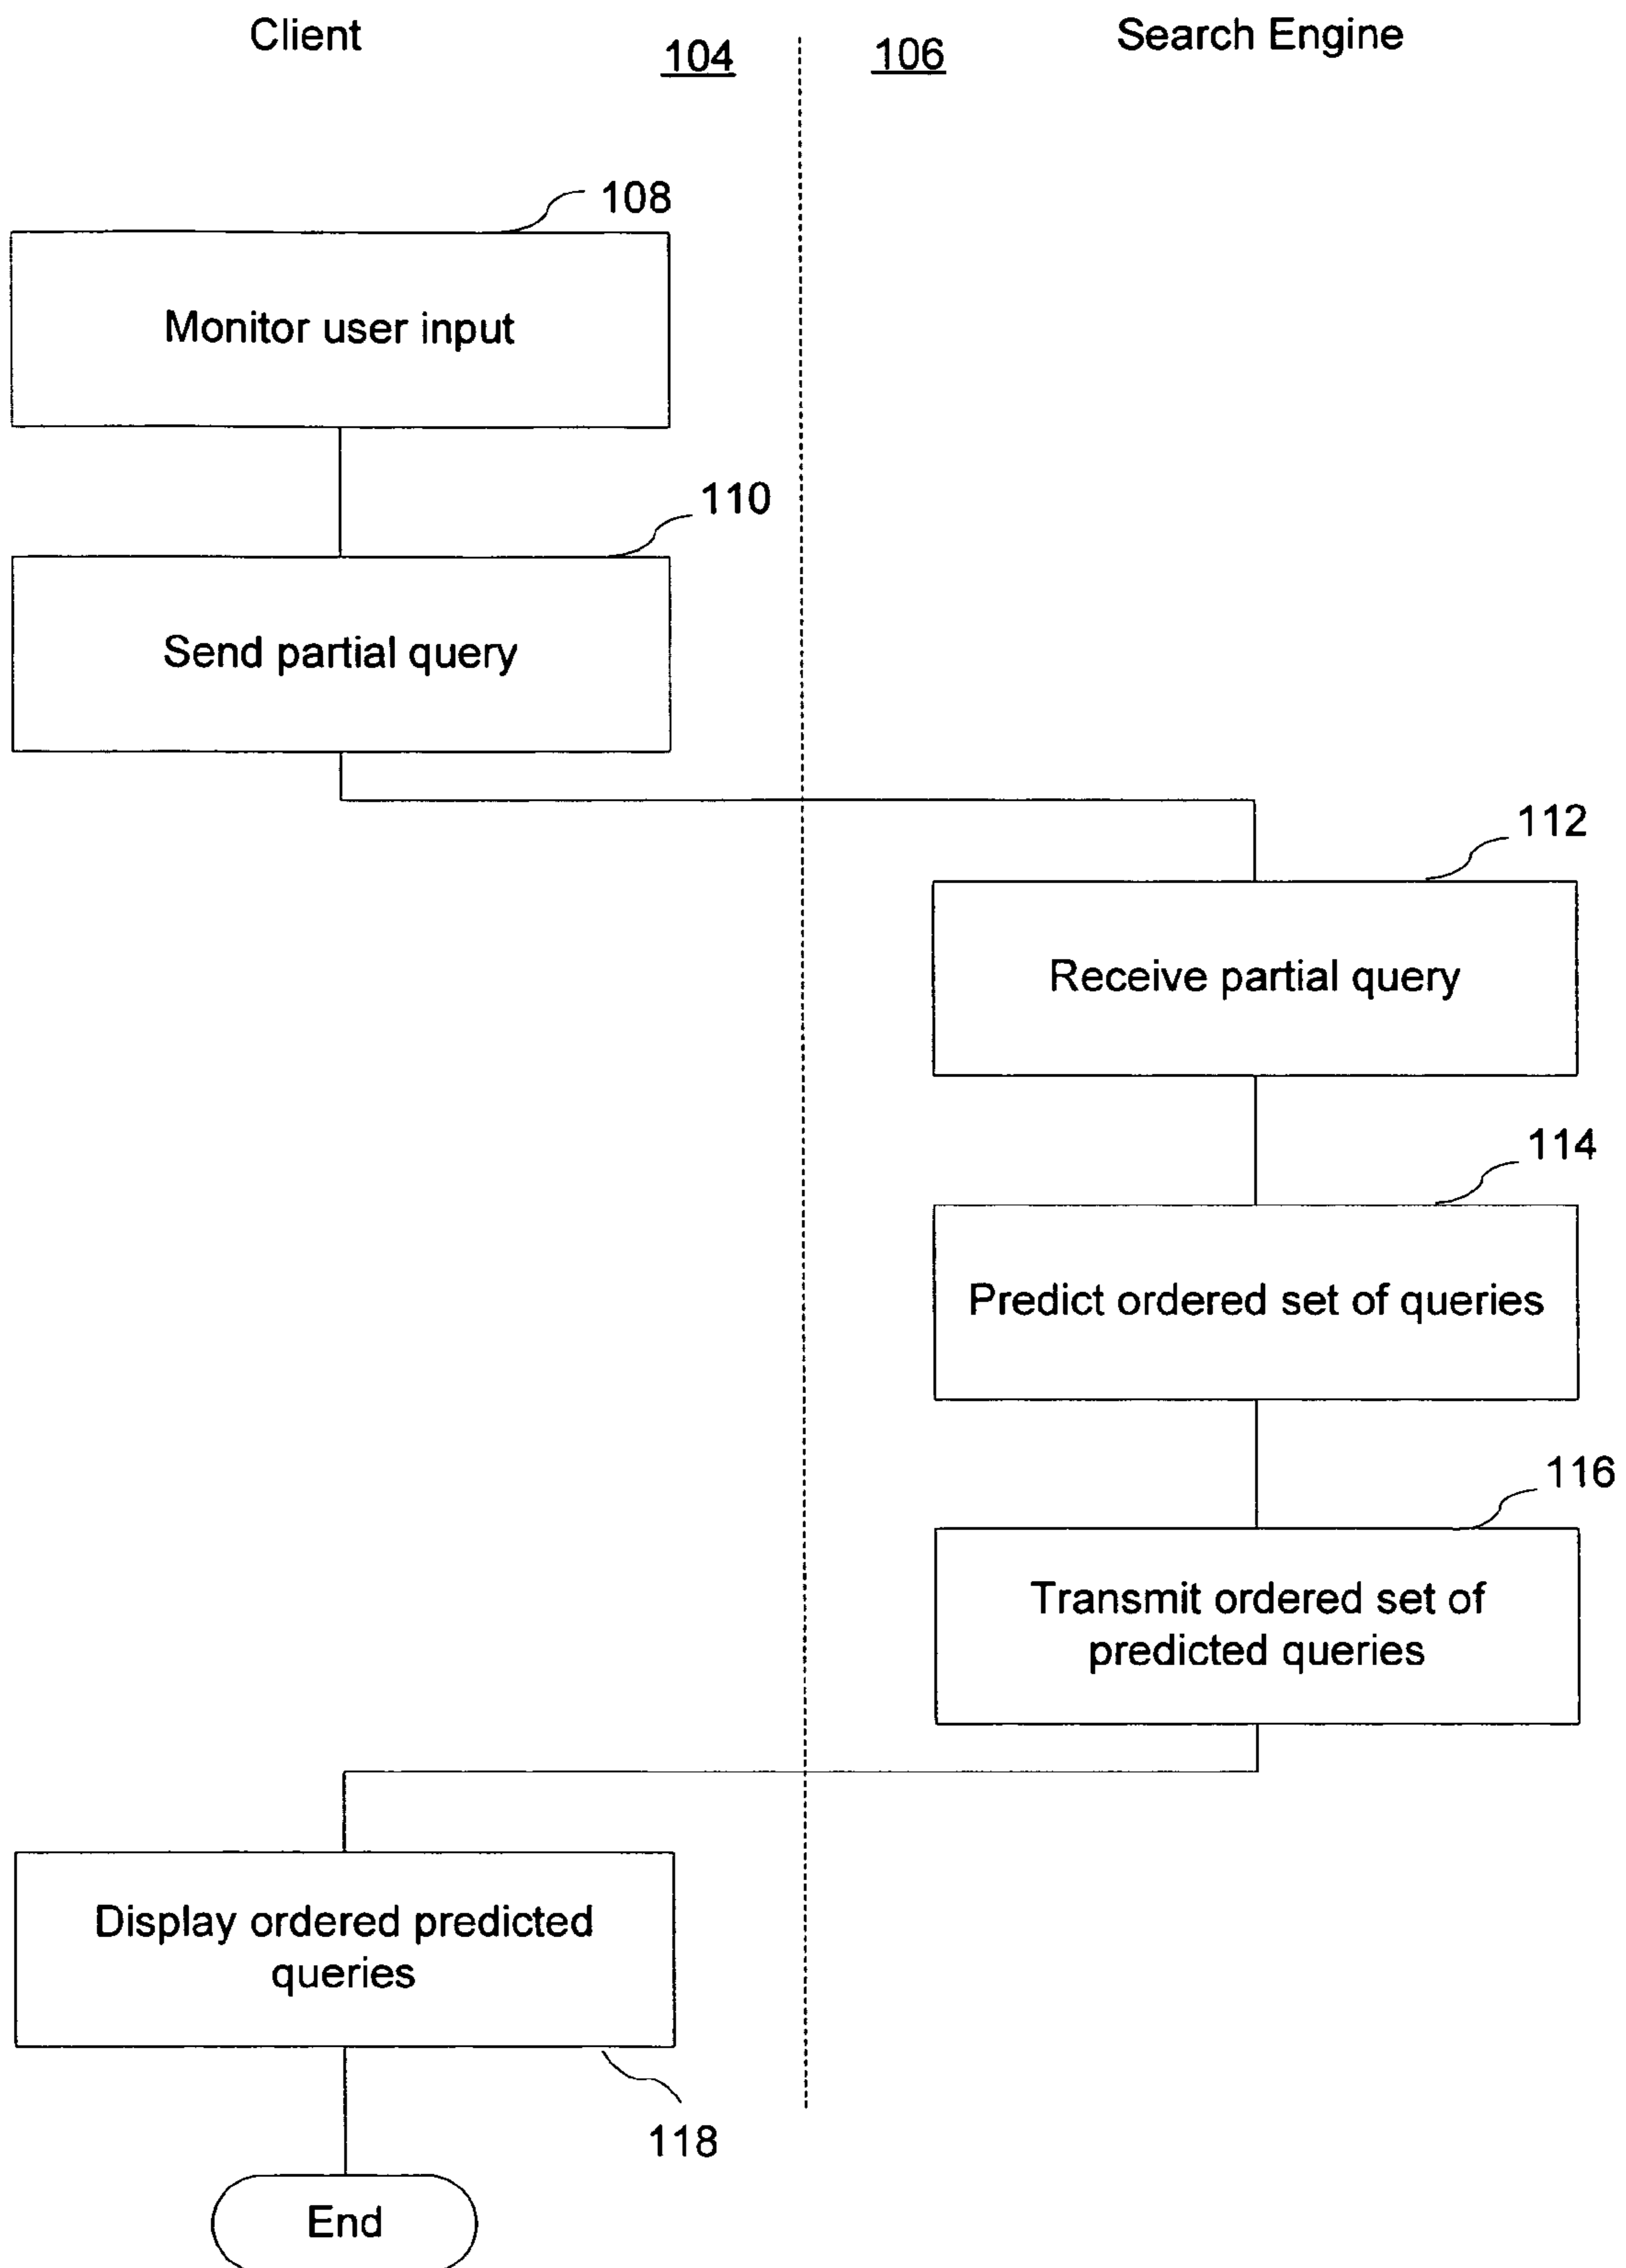 Client
104
106
Search Engine
108
Monitor user input
110
Send partial query
112
Receive partial query
114
Predict ordered set of queries
116
Transmit ordered set of
predicted queries
Display ordered predicted
queries
118
End